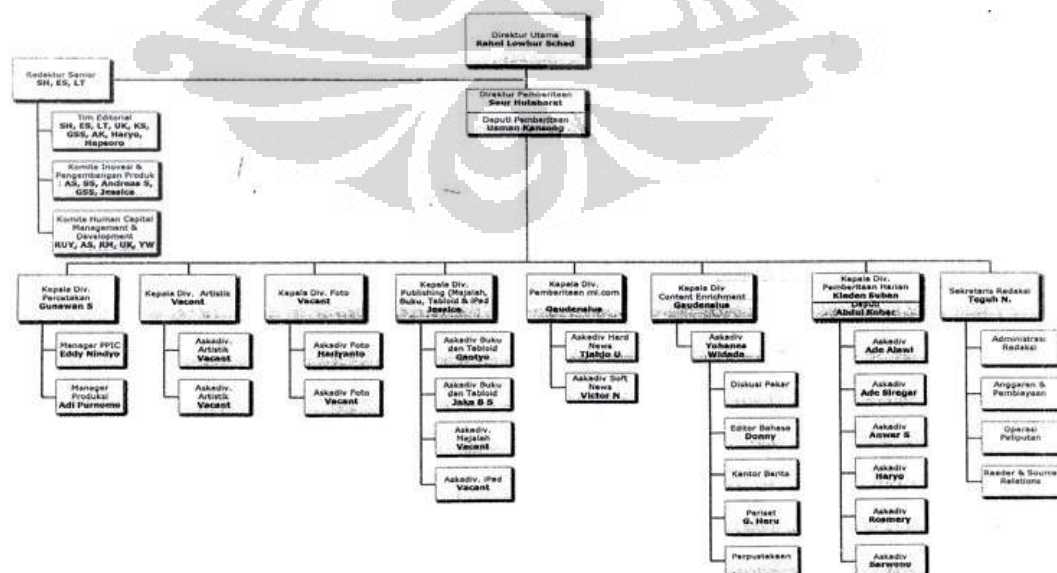 Direktur Utama
Rahni Lowhur Schad
Redaktur Senior
SH, ES, LT
Direktur Pemberitaan
Saur Hutabarat
Deputi Pemberitaan
Usman Kansong
Tim Editorial
SH, ES, LT, UK, KS,
GSS, AK, Haryo,
Hapsoro
Komite Inovasi &
Pengembangan Produk
: AS, SS, Andreas S,
GSS, Jessica
Komite Human Capital
Management &
Development
RUY, AS, RH, UK, YW
Kepala Div.
Percetakan
Gunawan S
Manager PPIC
Eddy Nindyo
Manager
Produksi
Adi Purnomo
Kepala Div. Artistik
Vacant
Askadiv.
Artistik
Vacant
Askadiv.
Artistik
Vacant
Kepala Div. Foto
Vacant
Askadiv Foto
Hariyanto
Askadiv Foto
Vacant
Kepala Div.
Publishing (Majalah,
Buku, Tabloid & iPad
Jessica
Askadiv Buku
dan Tabloid
Gantyo
Askadiv Buku
dan Tabloid
Jaka B S
Askadiv.
Majalah
Vacant
Askadiv. iPad
Vacant
Kepala Div.
Pemberitaan mi.com
Gaudensius
Askadiv Hard
News
Tjahjo U.
Askadiv Soft
News
Victor N
Kepala Div
Content Enrichment
Gaudensius
Askadiv
Yohanes
Widada
Diskusi Pakar
Editor Bahasa
Donny
Kantor Berita
Periset
G. Heru
Perpustakaan
Kepala Div.
Pemberitaan Harian
Kleden Suban
Deputi
Abdul Kohar
Askadiv
Ade Alawi
Askadiv
Ade Siregar
Askadiv
Anwar S
Askadiv
Haryo
Askadiv
Rosmery
Askadiv
Sarwono
Sekretaris Redaksi
Teguh N.
Administrasi
Redaksi
Anggaran &
Pembiayaan
Operasi
Peliputan
Reader & Source
Relations